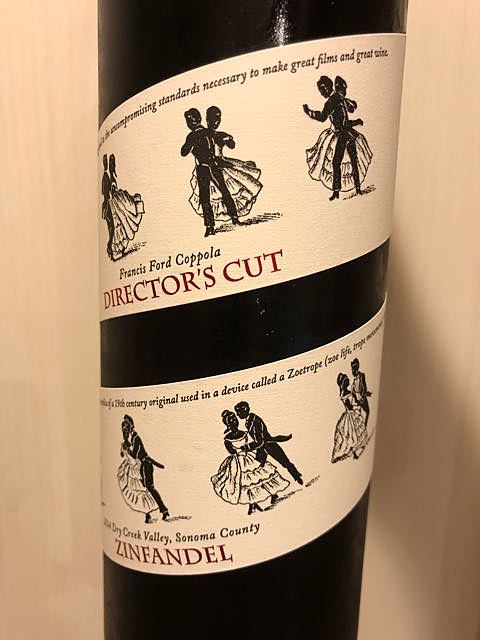 the uncompromising standards necessary to make great films and great wine.
Francis Ford Coppola
DIRECTOR'S CUT
of a 19th century original used in a device called a Zoetrope (zoe life, trope
Dry Creek Valley, Sonoma County
ZINFANDEL